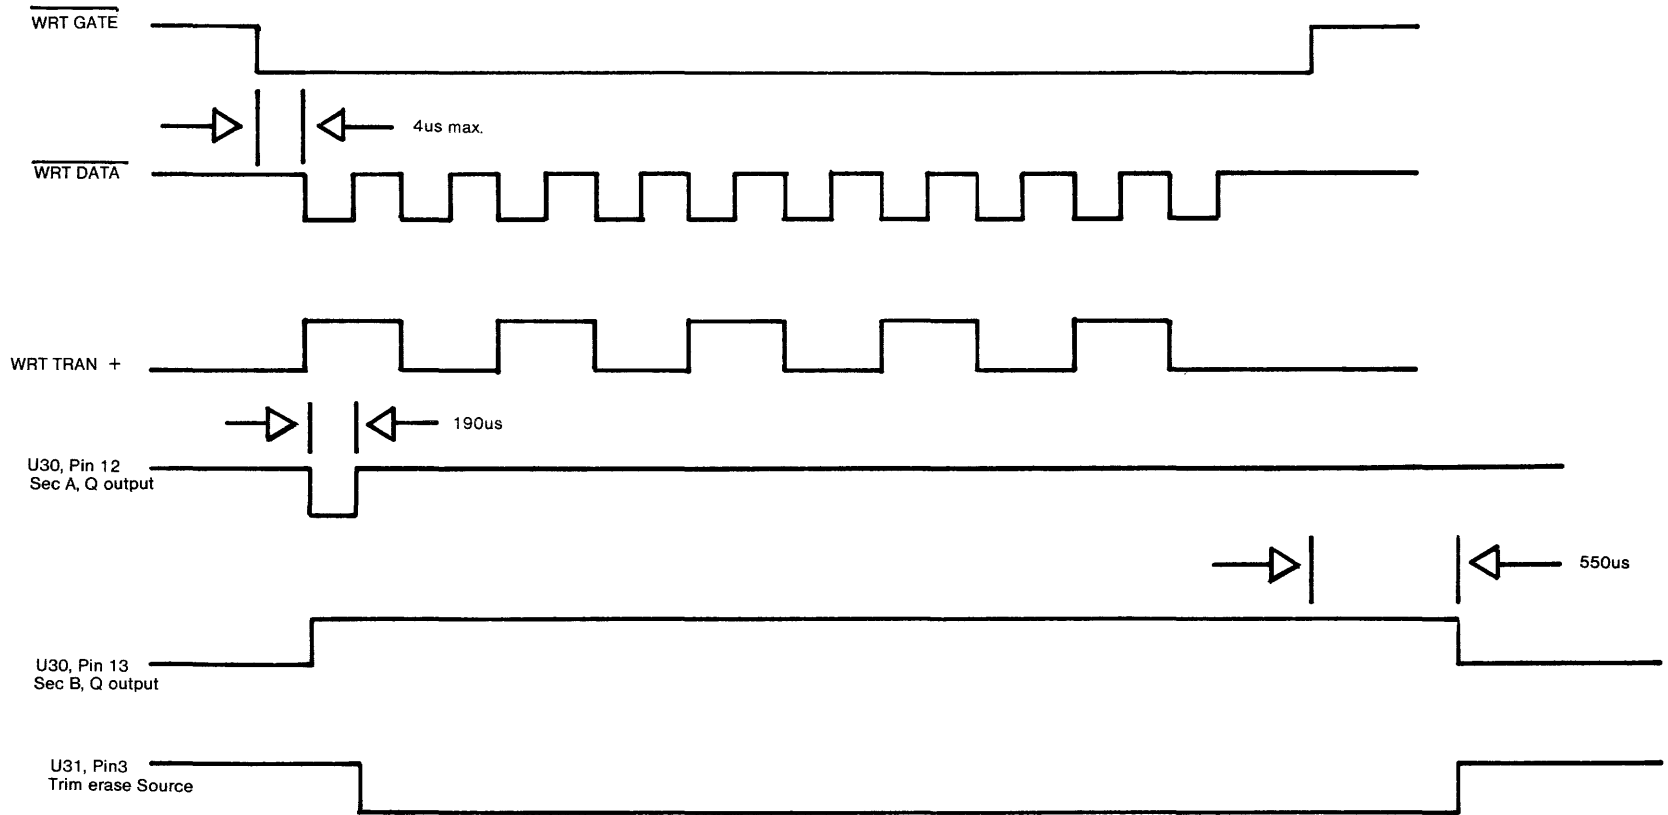 WRT GATE
4us max.
WRT DATA
WRT TRAN +
190us
U30, Pin 12
Sec A, Q output
550us
U30, Pin 13
Sec B, Q output
U31, Pin3
Trim erase Source